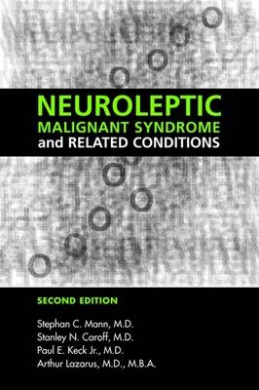 NEUROLEPTIC
MALIGNANT SYNDROME
and RELATED CONDITIONS
SECOND EDITION
Stephan C. Mann, M.D.
Stanley N. Caroff, M.D.
Paul E. Keck Jr., M.D.
Arthur Lazarus, M.D., M.B.A.